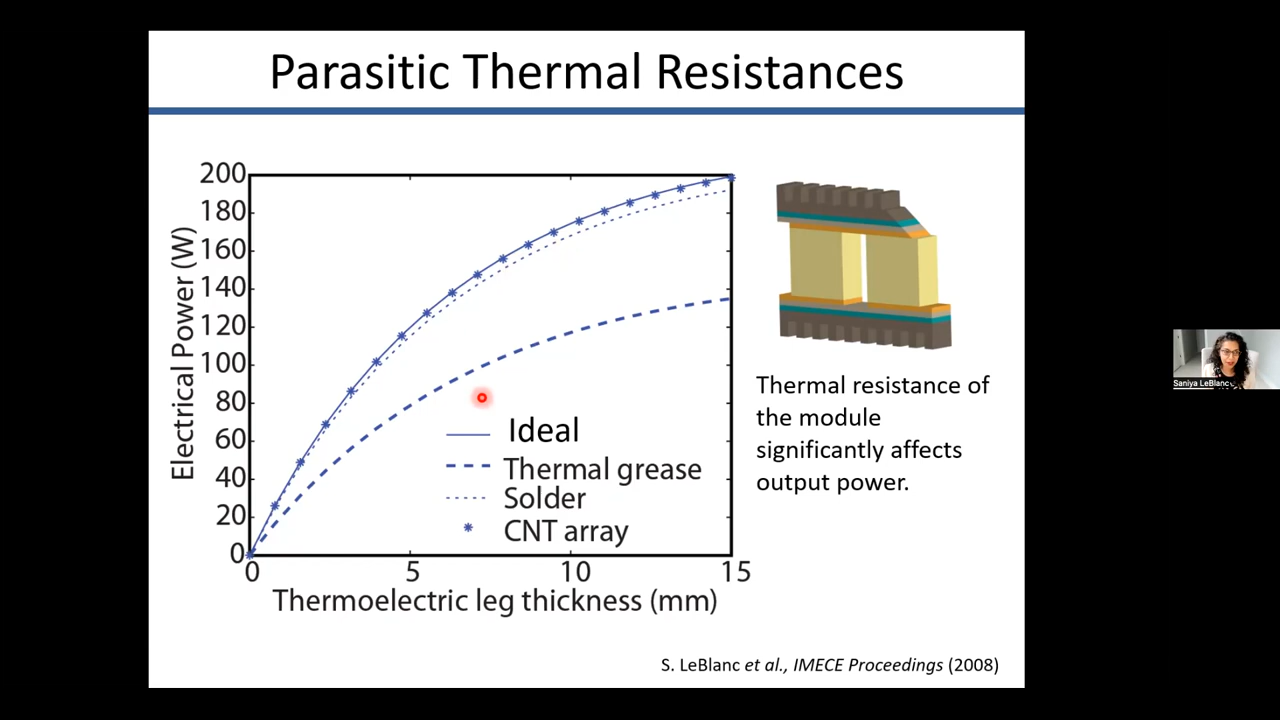 Parasitic Thermal Resistances
200
180
160
140
120
100
80
60
40
20
0
Electrical Power (W)
0 5 10 15
Thermoelectric leg thickness (mm)
Ideal
Thermal grease
Solder
CNT array
Thermal resistance of
the module
significantly affects
output power.
S. LeBlanc et al., IMECE Proceedings (2008)
Saniya LeBlanc